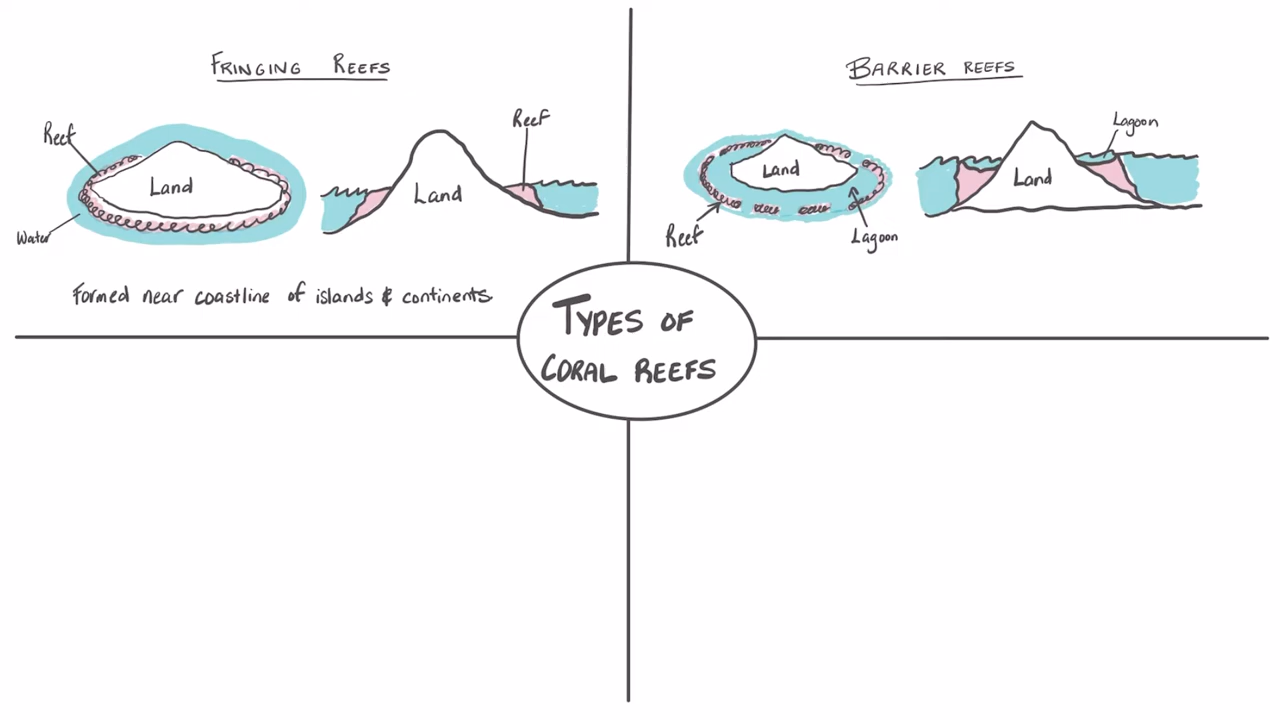 FRINGING REEFS
Reef
Land
Water
Reef
Land
Formed near coastline of islands & continents
BARRIER REEFS
Land
Reef
Lagoon
Lagoon
Land
TYPES OF
CORAL REEFS